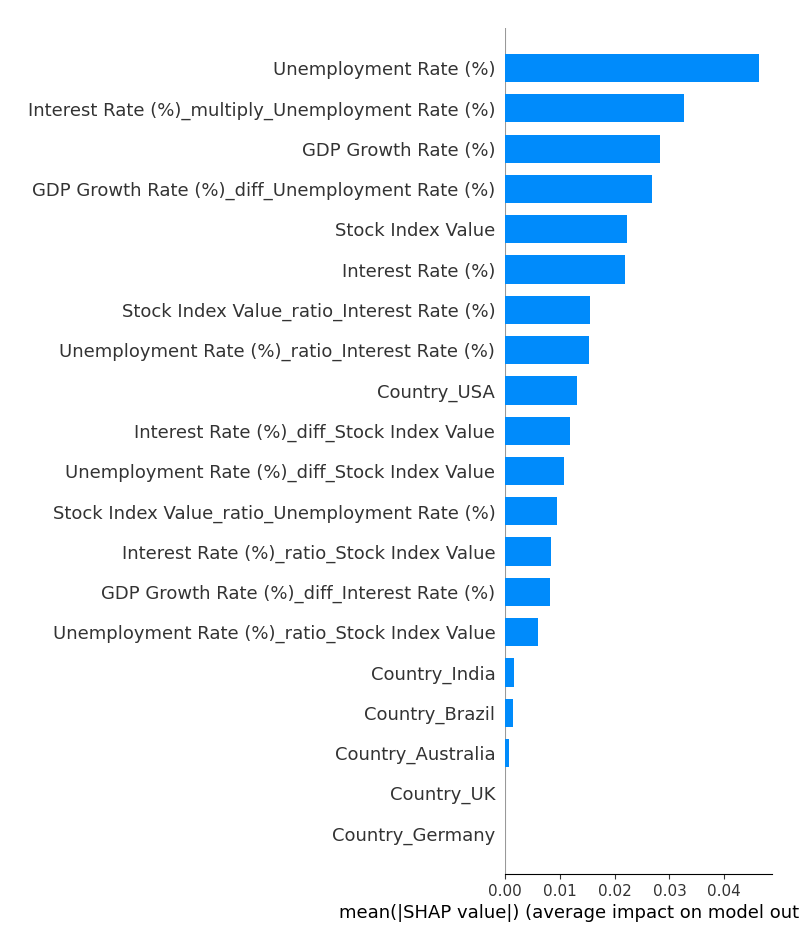 Unemployment Rate (%)
Interest Rate (%)_multiply_Unemployment Rate (%)
GDP Growth Rate (%)
GDP Growth Rate (%)_diff_Unemployment Rate (%)
Stock Index Value
Interest Rate (%)
Stock Index Value_ratio_Interest Rate (%)
Unemployment Rate (%)_ratio_Interest Rate (%)
Country_USA
Interest Rate (%)_diff_Stock Index Value
Unemployment Rate (%)_diff_Stock Index Value
Stock Index Value_ratio_Unemployment Rate (%)
Interest Rate (%)_ratio_Stock Index Value
GDP Growth Rate (%)_diff_Interest Rate (%)
Unemployment Rate (%)_ratio_Stock Index Value
Country_India
Country_Brazil
Country_Australia
Country_UK
Country_Germany
0.00 0.01 0.02 0.03 0.04
mean(|SHAP value|) (average impact on model out